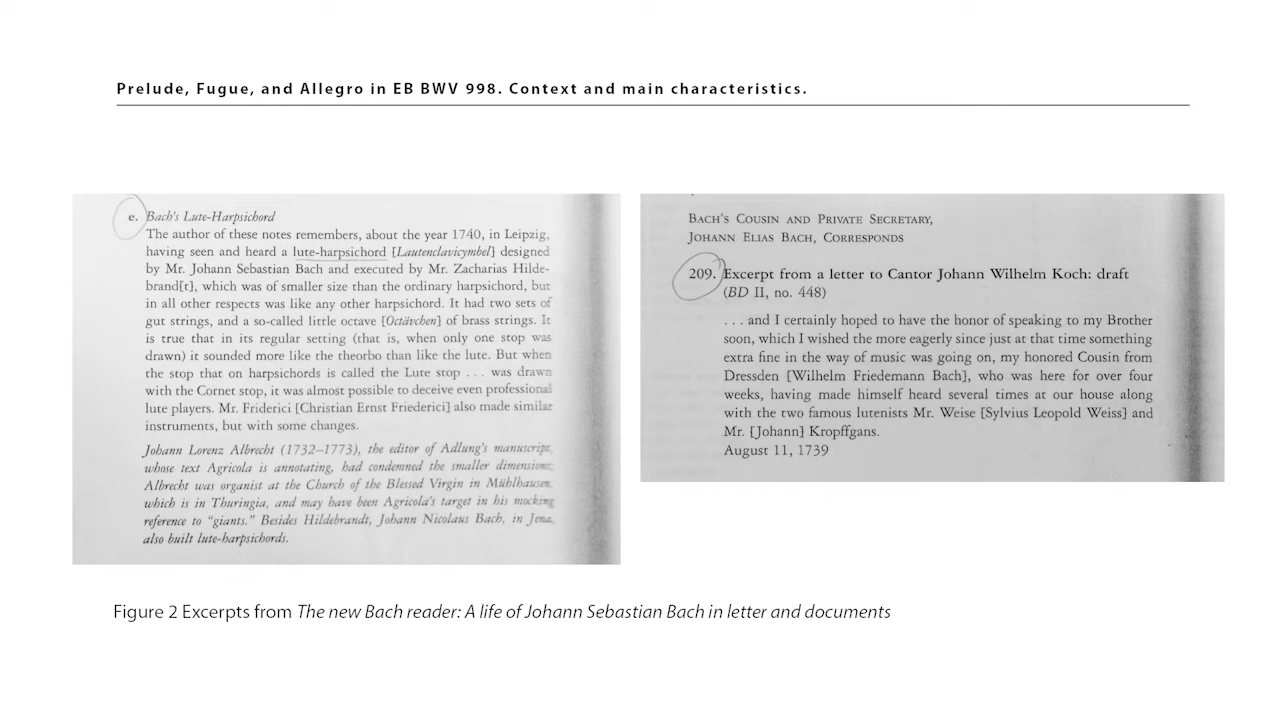 Prelude, Fugue, and Allegro in EB BWV 998. Context and main characteristics.
e. Bach's Lute-Harpsichord
The author of these notes remembers, about the year 1740, in Leipzig,
having seen and heard a lute-harpsichord [Lautenclavicymbel] designed
by Mr. Johann Sebastian Bach and executed by Mr. Zacharias Hilde-
brand[t], which was of smaller size than the ordinary harpsichord, but
in all other respects was like any other harpsichord. It had two sets of
gut strings, and a so-called little octave [Octävchen] of brass strings. It
is true that in its regular setting (that is, when only one stop was
drawn) it sounded more like the theorbo than like the lute. But when
the stop that on harpsichords is called the Lute stop . . . was drawn
with the Cornet stop, it was almost possible to deceive even professional
lute players. Mr. Friderici [Christian Ernst Friederici] also made similar
instruments, but with some changes.
Johann Lorenz Albrecht (1732–1773), the editor of Adlung's manuscript,
whose text Agricola is annotating, had condemned the smaller dimensions;
Albrecht was organist at the Church of the Blessed Virgin in Mühlhausen,
which is in Thuringia, and may have been Agricola's target in his mocking
reference to "giants." Besides Hildebrandt, Johann Nicolaus Bach, in Jena,
also built lute-harpsichords.
BACH'S COUSIN AND PRIVATE SECRETARY,
JOHANN ELIAS BACH, CORRESPONDS
209. Excerpt from a letter to Cantor Johann Wilhelm Koch: draft
(BD II, no. 448)
. . . and I certainly hoped to have the honor of speaking to my Brother
soon, which I wished the more eagerly since just at that time something
extra fine in the way of music was going on, my honored Cousin from
Dressden [Wilhelm Friedemann Bach], who was here for over four
weeks, having made himself heard several times at our house along
with the two famous lutenists Mr. Weise [Sylvius Leopold Weiss] and
Mr. [Johann] Kropffgans.
August 11, 1739
Figure 2 Excerpts from The new Bach reader: A life of Johann Sebastian Bach in letter and documents